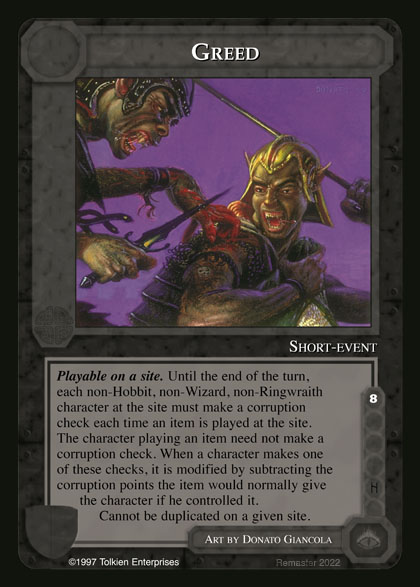 GREED
SHORT-EVENT
Playable on a site. Until the end of the turn,
each non-Hobbit, non-Wizard, non-Ringwraith
character at the site must make a corruption
check each time an item is played at the site.
The character playing an item need not make a
corruption check. When a character makes one
of these checks, it is modified by subtracting the
corruption points the item would normally give
the character if he controlled it.
Cannot be duplicated on a given site.
8
H
ART BY DONATO GIANCOLA
©1997 Tolkien Enterprises
Remaster 2022